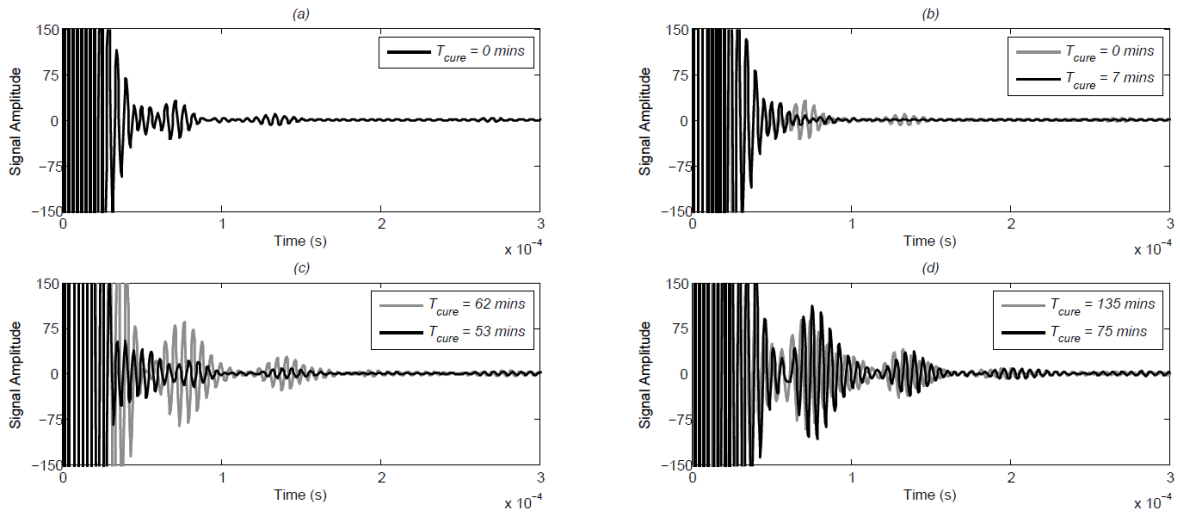 (a)
150
75
0
−75
−150
Signal Amplitude
T_cure = 0 mins
0
1
2
3
Time (s)
x 10⁻⁴
(b)
150
75
0
−75
−150
Signal Amplitude
T_cure = 0 mins
T_cure = 7 mins
0
1
2
3
Time (s)
x 10⁻⁴
(c)
150
75
0
−75
−150
Signal Amplitude
T_cure = 62 mins
T_cure = 53 mins
0
1
2
3
Time (s)
x 10⁻⁴
(d)
150
75
0
−75
−150
Signal Amplitude
T_cure = 135 mins
T_cure = 75 mins
0
1
2
3
Time (s)
x 10⁻⁴